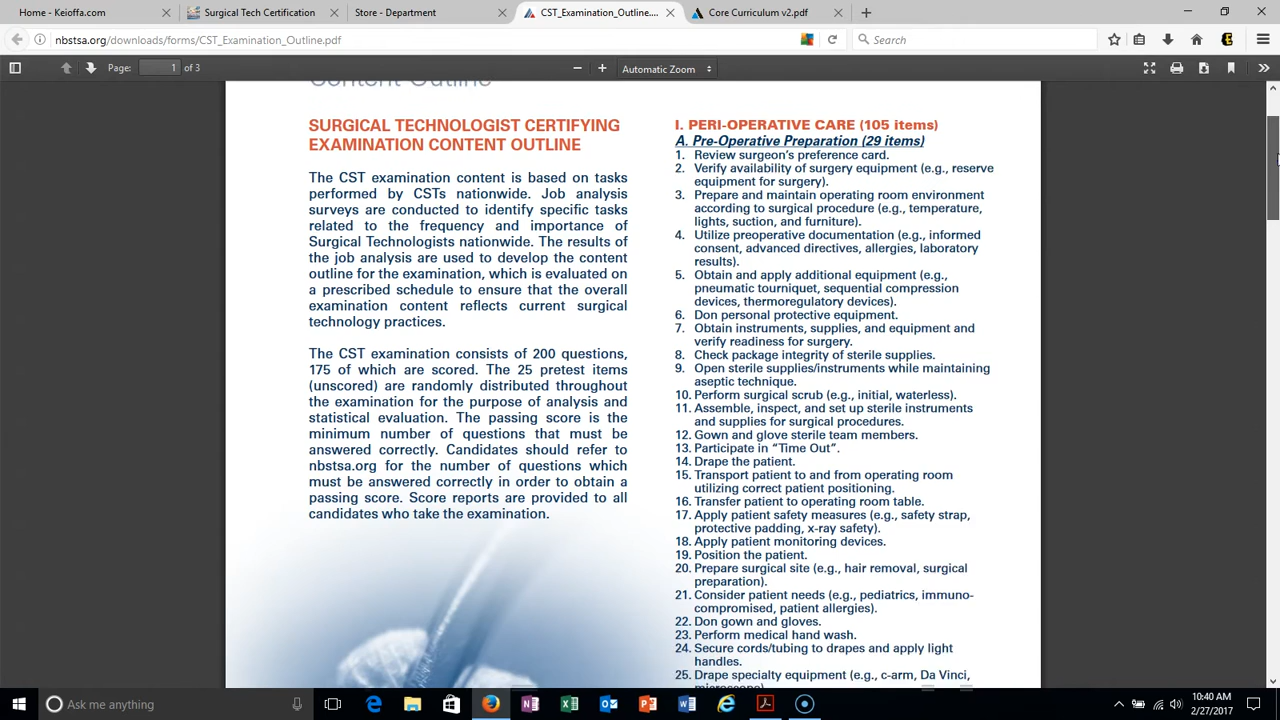 Home - Keioffa.com
Surgical Tech Certification
Store - Department
CST_Examination_Outline....
Core Curriculum v2.pdf
nbstsa.org/downloads/forms/CST_Examination_Outline.pdf
Search
Page: 1 of 3
Automatic Zoom
Content Outline
SURGICAL TECHNOLOGIST CERTIFYING
EXAMINATION CONTENT OUTLINE
The CST examination content is based on tasks
performed by CSTs nationwide. Job analysis
surveys are conducted to identify specific tasks
related to the frequency and importance of
Surgical Technologists nationwide. The results of
the job analysis are used to develop the content
outline for the examination, which is evaluated on
a prescribed schedule to ensure that the overall
examination content reflects current surgical
technology practices.
The CST examination consists of 200 questions,
175 of which are scored. The 25 pretest items
(unscored) are randomly distributed throughout
the examination for the purpose of analysis and
statistical evaluation. The passing score is the
minimum number of questions that must be
answered correctly. Candidates should refer to
nbstsa.org for the number of questions which
must be answered correctly in order to obtain a
passing score. Score reports are provided to all
candidates who take the examination.
I. PERI-OPERATIVE CARE (105 items)
A. Pre-Operative Preparation (29 items)
1. Review surgeon's preference card.
2. Verify availability of surgery equipment (e.g., reserve
equipment for surgery).
3. Prepare and maintain operating room environment
according to surgical procedure (e.g., temperature,
lights, suction, and furniture).
4. Utilize preoperative documentation (e.g., informed
consent, advanced directives, allergies, laboratory
results).
5. Obtain and apply additional equipment (e.g.,
pneumatic tourniquet, sequential compression
devices, thermoregulatory devices).
6. Don personal protective equipment.
7. Obtain instruments, supplies, and equipment and
verify readiness for surgery.
8. Check package integrity of sterile supplies.
9. Open sterile supplies/instruments while maintaining
aseptic technique.
10. Perform surgical scrub (e.g., initial, waterless).
11. Assemble, inspect, and set up sterile instruments
and supplies for surgical procedures.
12. Gown and glove sterile team members.
13. Participate in “Time Out”.
14. Drape the patient.
15. Transport patient to and from operating room
utilizing correct patient positioning.
16. Transfer patient to operating room table.
17. Apply patient safety measures (e.g., safety strap,
protective padding, x-ray safety).
18. Apply patient monitoring devices.
19. Position the patient.
20. Prepare surgical site (e.g., hair removal, surgical
preparation).
21. Consider patient needs (e.g., pediatrics, immuno-
compromised, patient allergies).
22. Don gown and gloves.
23. Perform medical hand wash.
24. Secure cords/tubing to drapes and apply light
handles.
25. Drape specialty equipment (e.g., c-arm, Da Vinci,
microscope).
Ask me anything
10:40 AM
2/27/2017